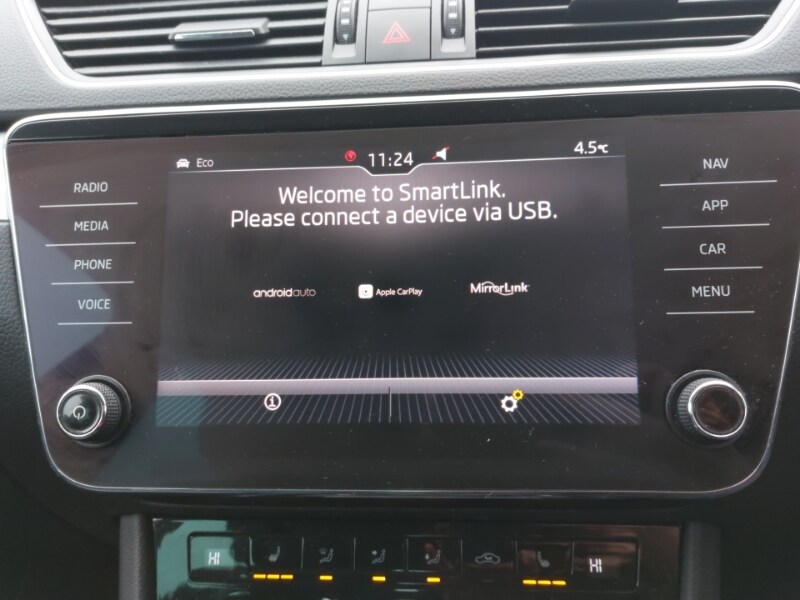 Eco
11:24
4.5°C
Welcome to SmartLink.
Please connect a device via USB.
androidauto
Apple CarPlay
MirrorLink
RADIO
MEDIA
PHONE
VOICE
NAV
APP
CAR
MENU
HI
HI